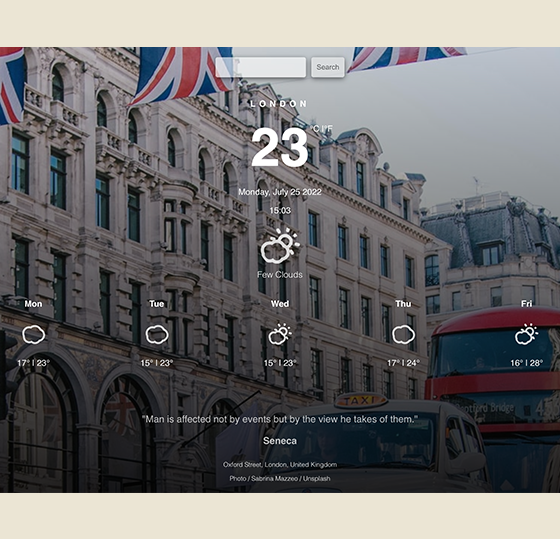 Search
LONDON
23 °C | °F
Monday, July 25 2022
15:03
Few Clouds
Mon Tue Wed Thu Fri
17° | 23° 15° | 23° 15° | 23° 17° | 24° 16° | 28°
TAXI
Bridge
"Man is affected not by events but by the view he takes of them."
Seneca
Oxford Street, London, United Kingdom
Photo / Sabrina Mazzeo / Unsplash